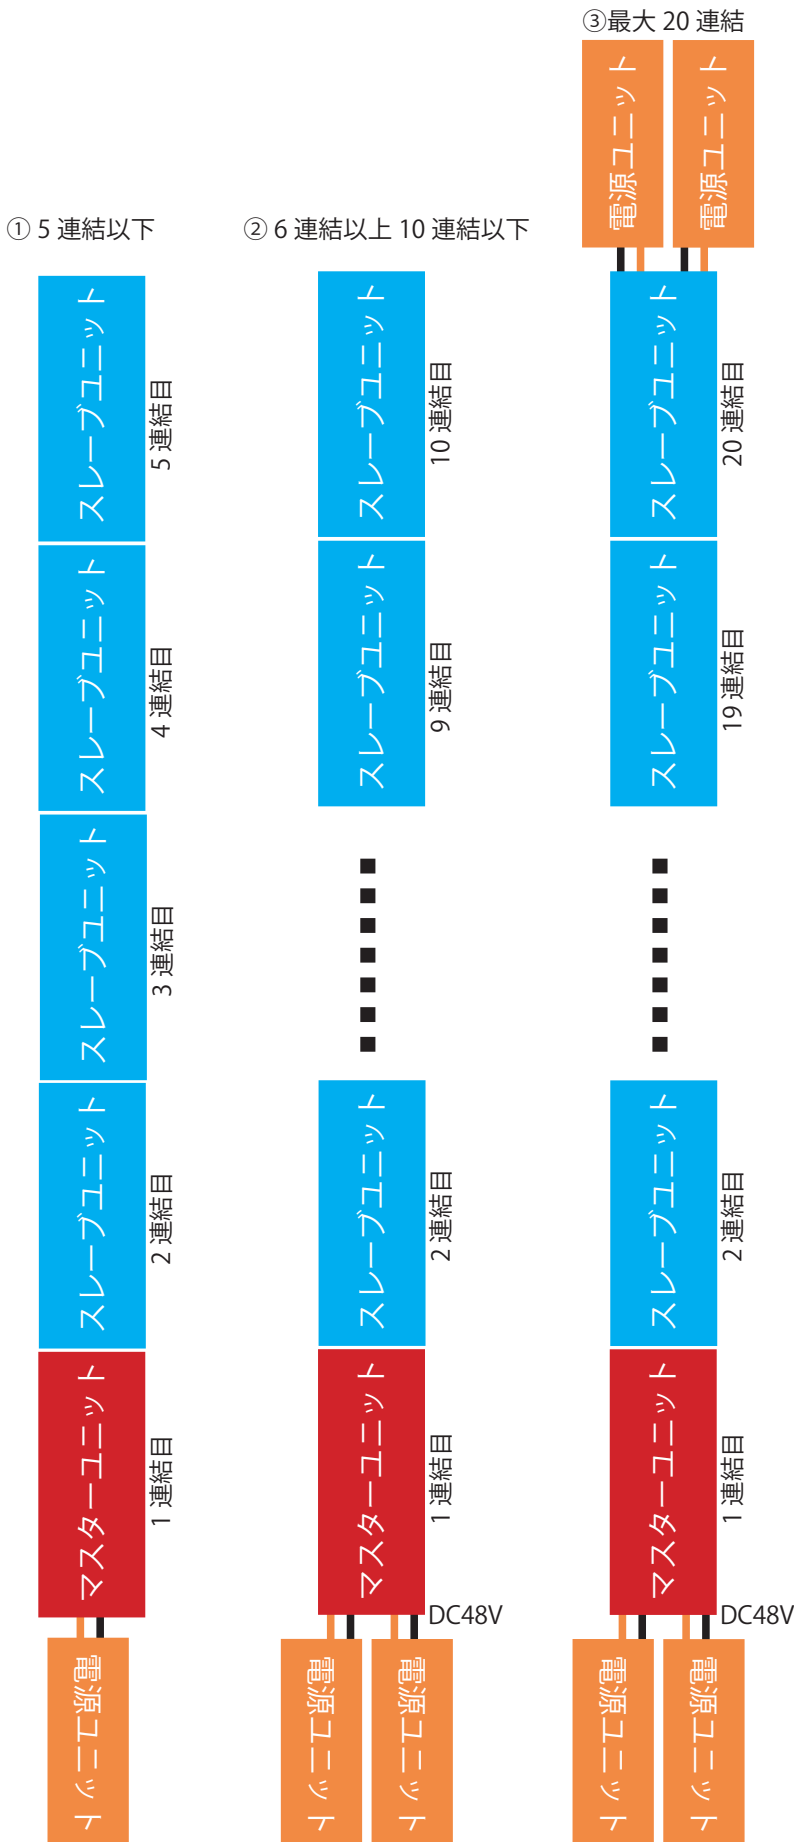 ① 5 連結以下
スレーブユニット
5 連結目
スレーブユニット
4 連結目
スレーブユニット
3 連結目
スレーブユニット
2 連結目
マスターユニット
1 連結目
電源ユニット
② 6 連結以上 10 連結以下
スレーブユニット
10 連結目
スレーブユニット
9 連結目
スレーブユニット
2 連結目
マスターユニット
1 連結目
DC48V
電源ユニット
電源ユニット
③最大 20 連結
電源ユニット
電源ユニット
スレーブユニット
20 連結目
スレーブユニット
19 連結目
スレーブユニット
2 連結目
マスターユニット
1 連結目
DC48V
電源ユニット
電源ユニット